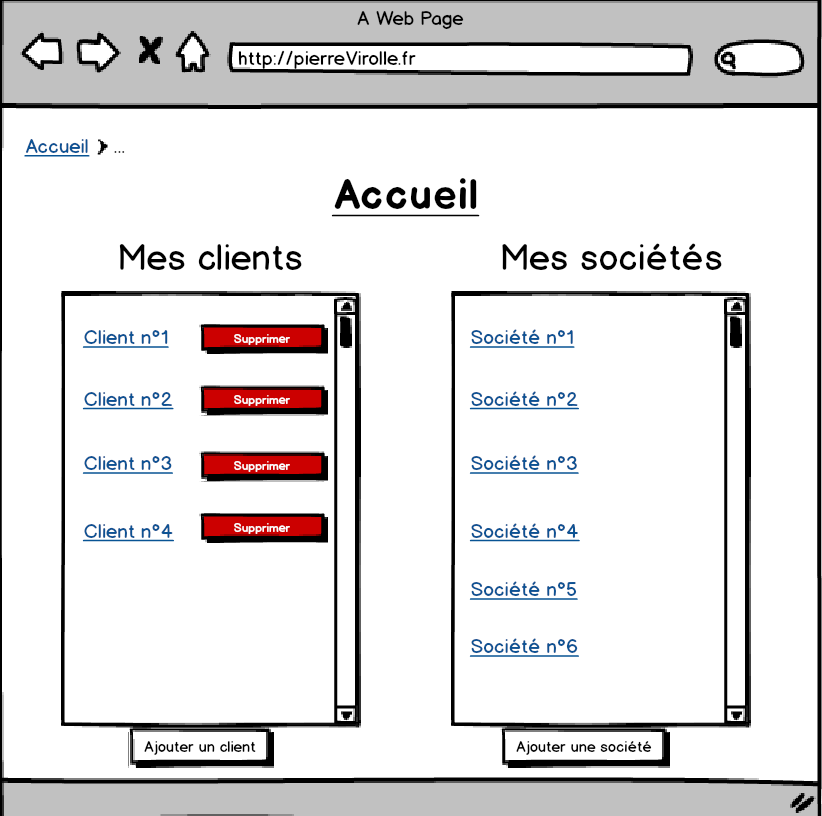 A Web Page
http://pierreVirolle.fr
Accueil ...
Accueil
Mes clients
Client n°1 Supprimer
Client n°2 Supprimer
Client n°3 Supprimer
Client n°4 Supprimer
Ajouter un client
Mes sociétés
Société n°1
Société n°2
Société n°3
Société n°4
Société n°5
Société n°6
Ajouter une société